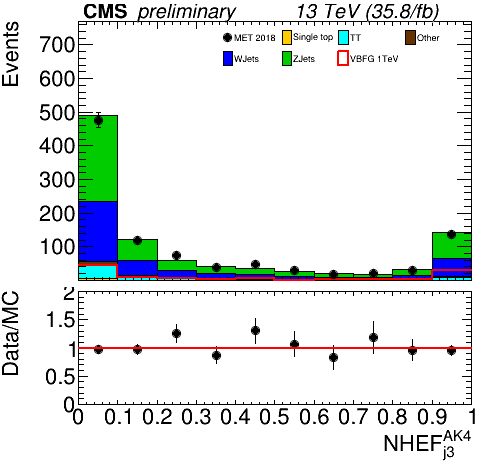 CMS preliminary 13 TeV (35.8/fb)
Events
MET 2018 Single top TT Other
WJets ZJets VBFG 1TeV
700
600
500
400
300
200
100
Data/MC
2
1.5
1
0.5
0
0 0.1 0.2 0.3 0.4 0.5 0.6 0.7 0.8 0.9 1
NHEF^{AK4}_{j3}